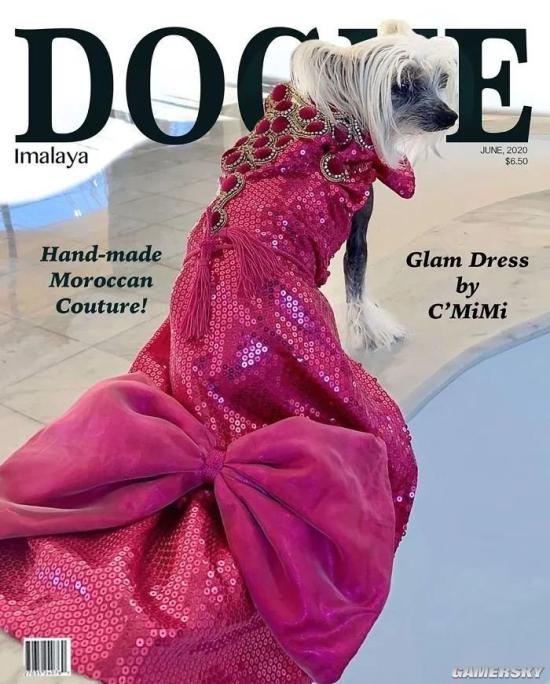 DOGUE
Imalaya
JUNE, 2020
$6.50
Hand-made
Moroccan
Couture!
Glam Dress
by
C'MiMi
GAMERSKY